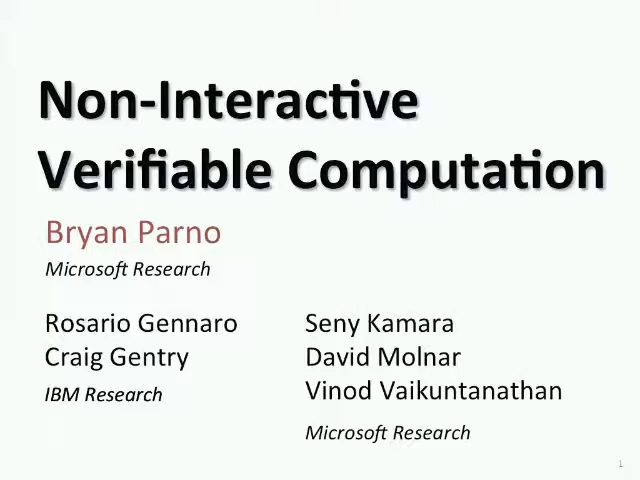 Non-Interactive
Verifiable Computation
Bryan Parno
Microsoft Research
Rosario Gennaro
Craig Gentry
IBM Research
Seny Kamara
David Molnar
Vinod Vaikuntanathan
Microsoft Research
1